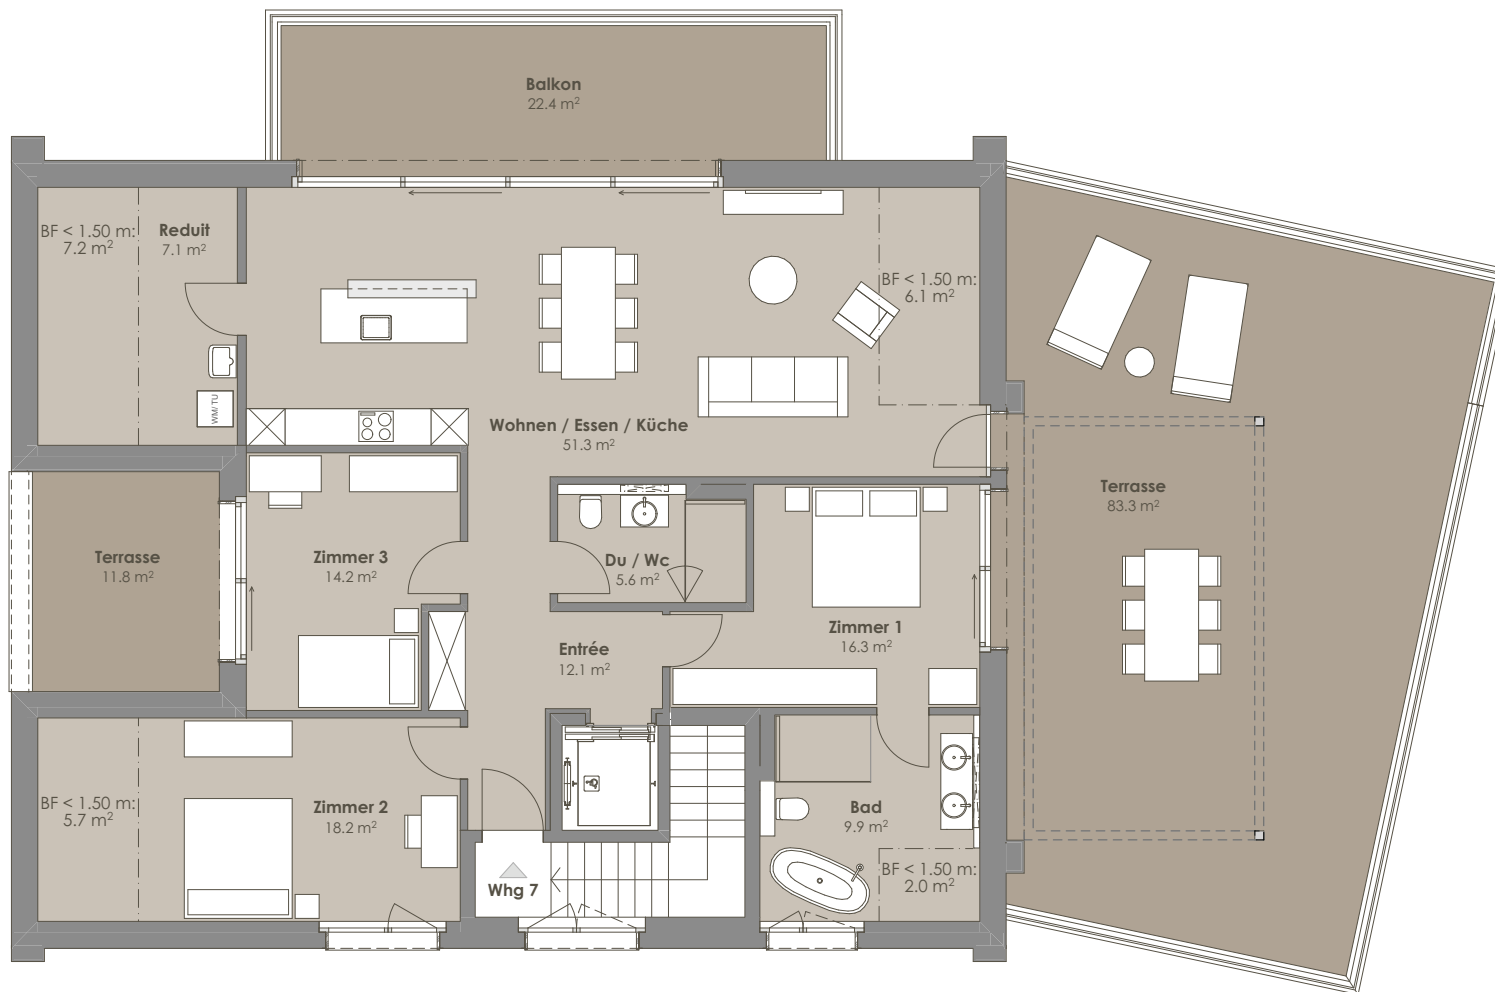 Balkon
22.4 m²
BF < 1.50 m:
7.2 m²
Reduit
7.1 m²
BF < 1.50 m:
6.1 m²
WM/TU
Wohnen / Essen / Küche
51.3 m²
Terrasse
83.3 m²
Terrasse
11.8 m²
Zimmer 3
14.2 m²
Du / Wc
5.6 m²
Zimmer 1
16.3 m²
Entrée
12.1 m²
BF < 1.50 m:
5.7 m²
Zimmer 2
18.2 m²
Bad
9.9 m²
BF < 1.50 m:
2.0 m²
Whg 7